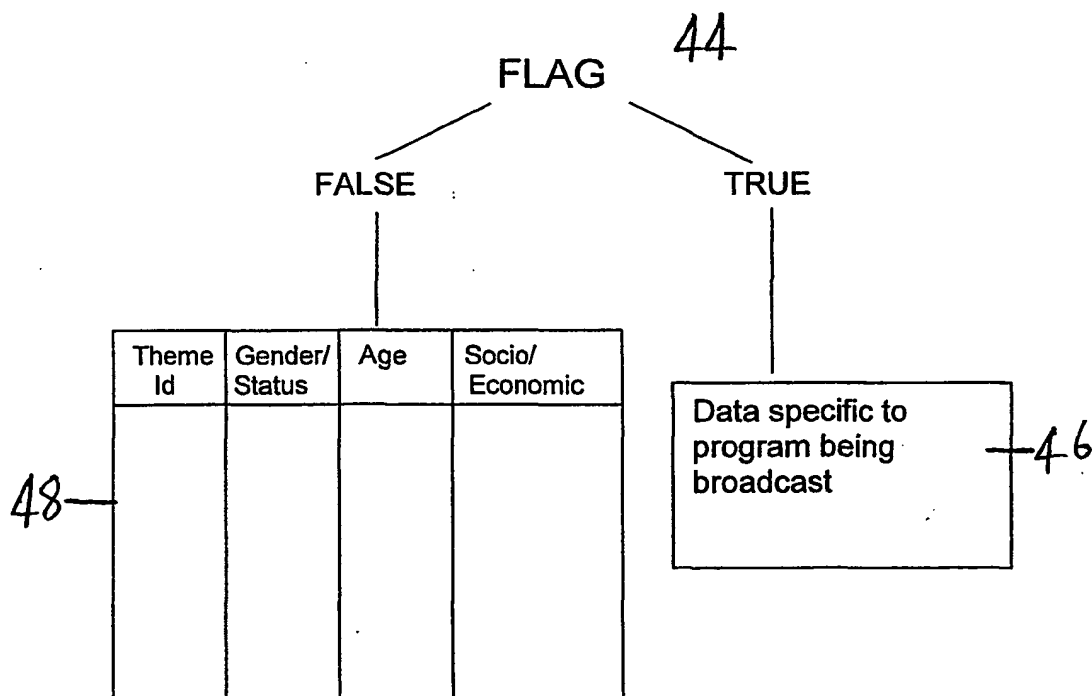 44
FLAG
FALSE
TRUE
Theme Id
Gender/ Status
Age
Socio/ Economic
Data specific to
program being
broadcast
46
48